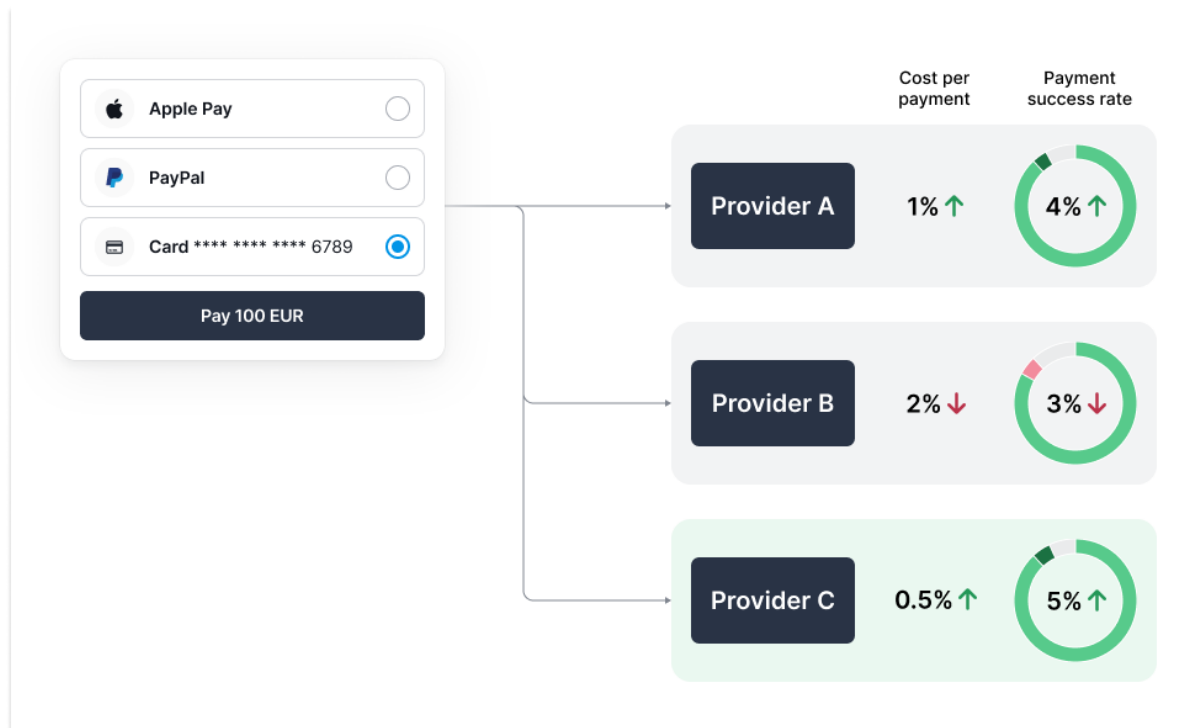 Apple Pay
PayPal
Card **** **** **** 6789
Pay 100 EUR
Cost per
payment
Payment
success rate
Provider A
1%
4%
Provider B
2%
3%
Provider C
0.5%
5%